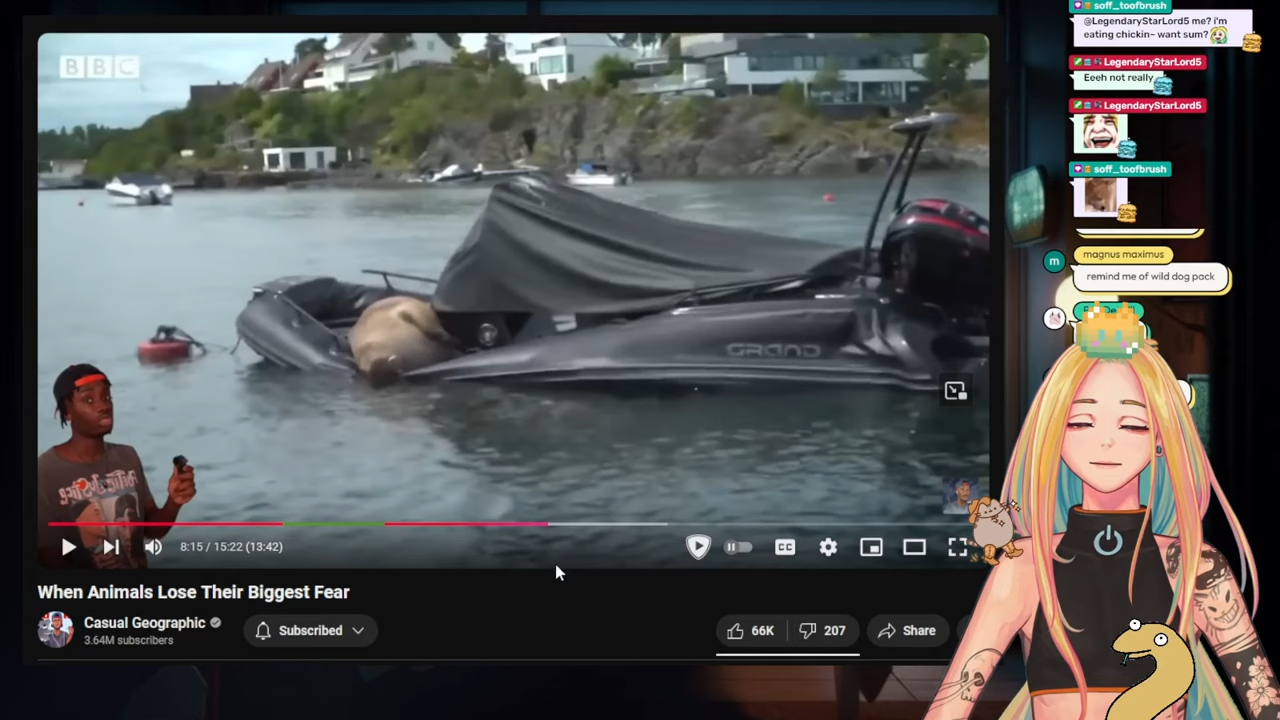 BBC
GRAND
8:15 / 15:22 (13:42)
CC
When Animals Lose Their Biggest Fear
Casual Geographic
3.64M subscribers
Subscribed
66K
207
Share
soff_toofbrush
@LegendaryStarLord5 me? i'm
eating chickin~ want sum?
LegendaryStarLord5
Eeeh not really
LegendaryStarLord5
soff_toofbrush
m
magnus maximus
remind me of wild dog pack